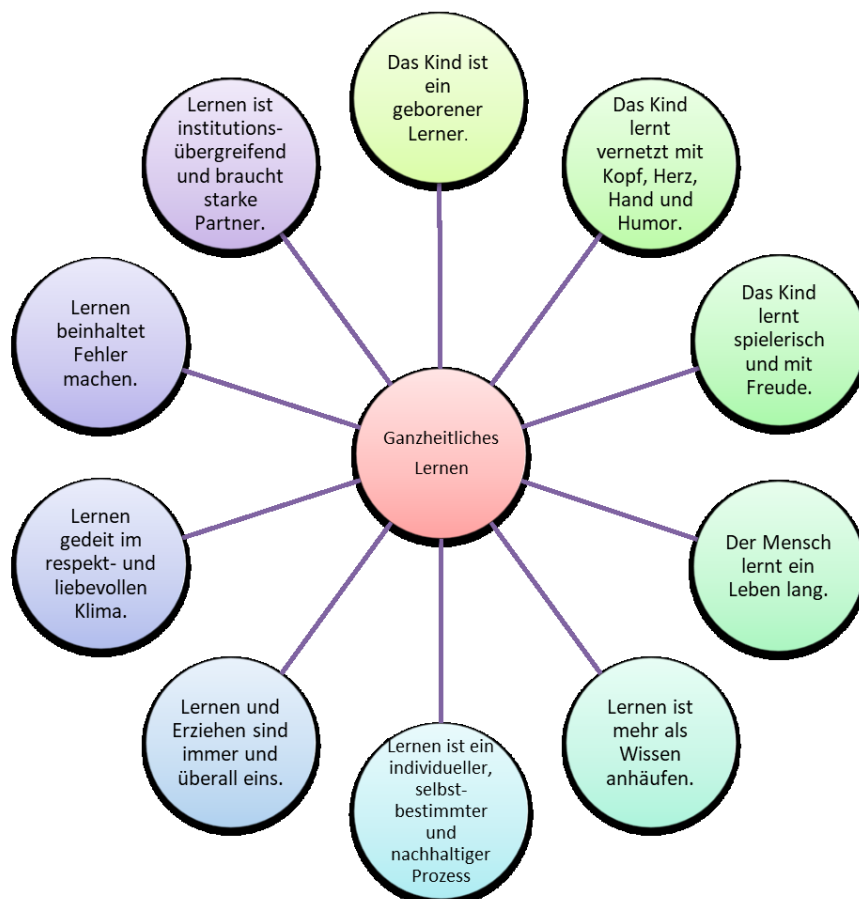 Das Kind ist
ein
geborener
Lerner.
Das Kind
lernt
vernetzt mit
Kopf, Herz,
Hand und
Humor.
Das Kind
lernt
spielerisch
und mit
Freude.
Der Mensch
lernt ein
Leben lang.
Lernen ist
mehr als
Wissen
anhäufen.
Lernen ist ein
individueller,
selbst-
bestimmter
und
nachhaltiger
Prozess
Lernen und
Erziehen sind
immer und
überall eins.
Lernen
gedeit im
respekt- und
liebevollen
Klima.
Lernen
beinhaltet
Fehler
machen.
Lernen ist
institutions-
übergreifend
und braucht
starke
Partner.
Ganzheitliches
Lernen